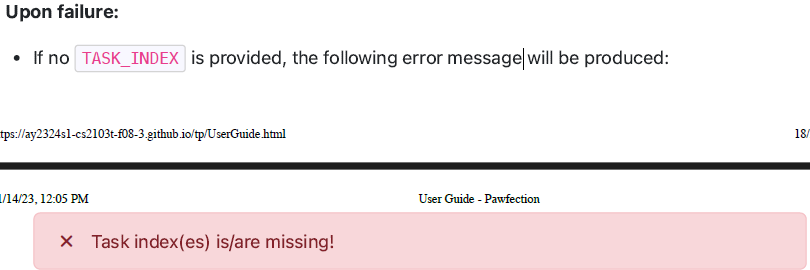 Upon failure:
• If no TASK_INDEX is provided, the following error message will be produced:
ttps://ay2324s1-cs2103t-f08-3.github.io/tp/UserGuide.html 18/
1/14/23, 12:05 PM User Guide - Pawfection
✕ Task index(es) is/are missing!